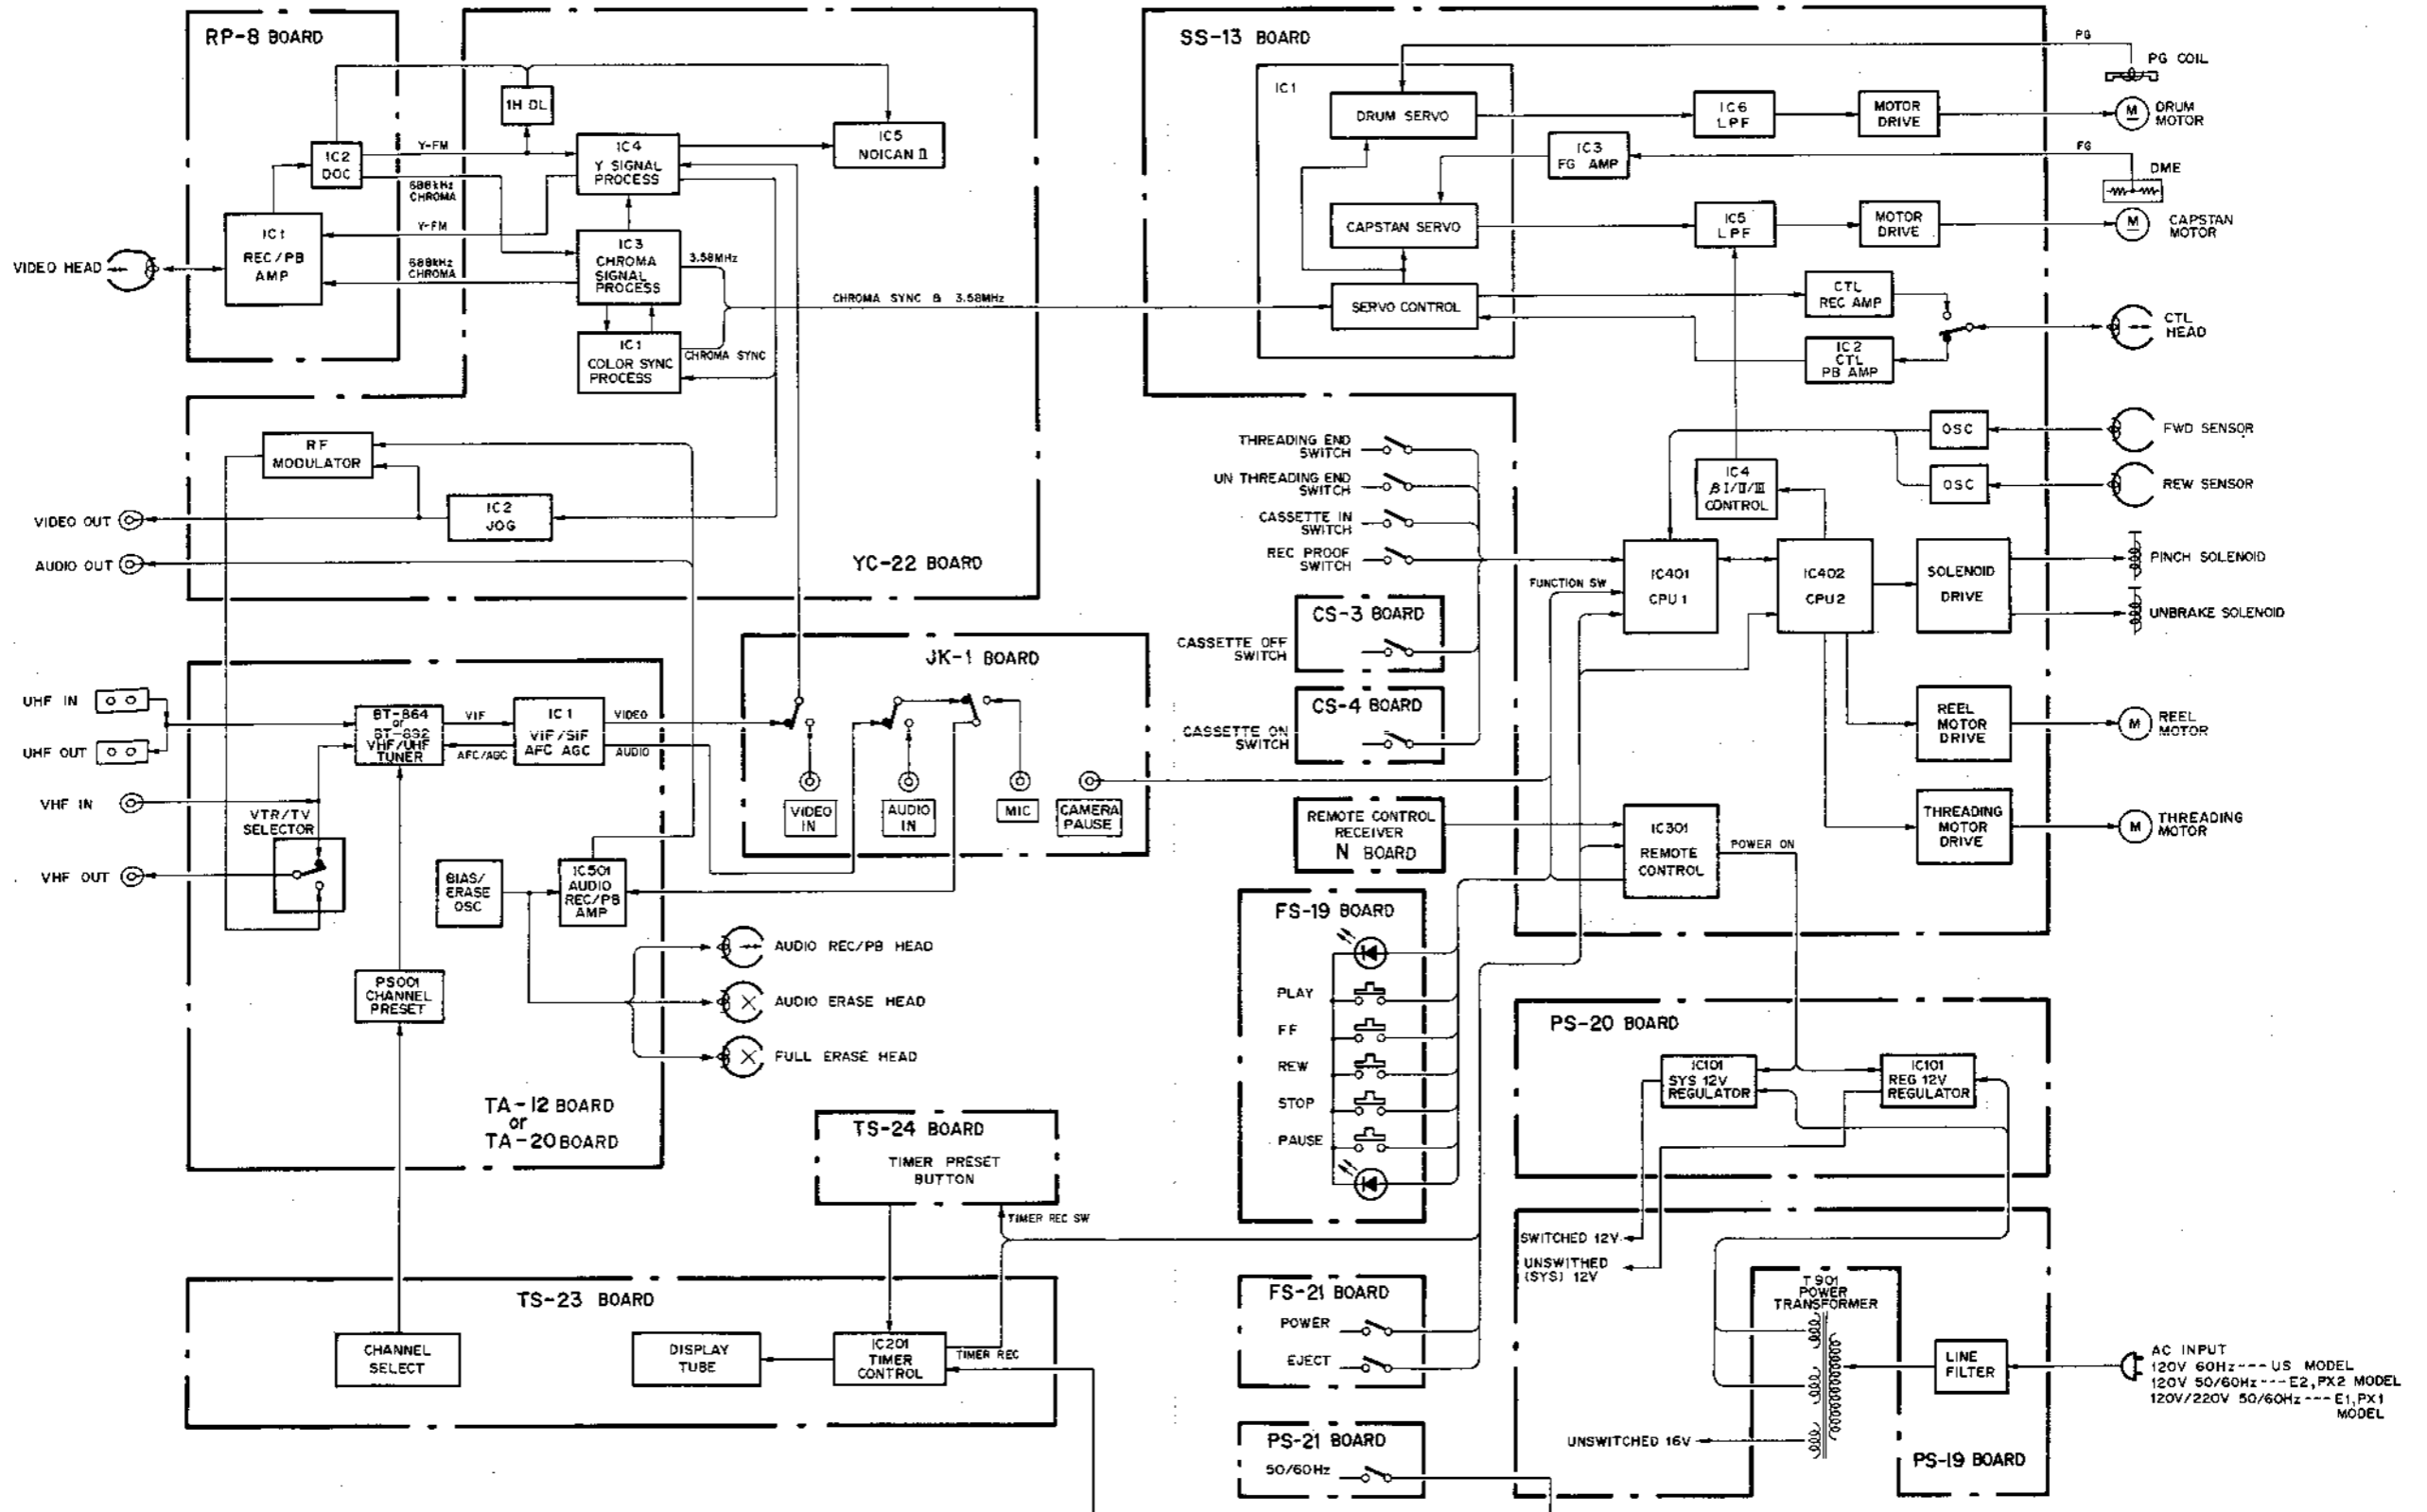 RP-8 BOARD
1H DL
IC5
NOICAN II
IC2
DOC
Y-FM
688kHz
CHROMA
IC4
Y SIGNAL
PROCESS
IC1
REC/PB
AMP
Y-FM
688kHz
CHROMA
IC3
CHROMA
SIGNAL
PROCESS
3.58MHz
VIDEO HEAD
IC1
COLOR SYNC
PROCESS
CHROMA SYNC
CHROMA SYNC & 3.58MHz
RF
MODULATOR
IC2
JOG
VIDEO OUT
AUDIO OUT
YC-22 BOARD
SS-13 BOARD
IC1
DRUM SERVO
CAPSTAN SERVO
SERVO CONTROL
IC6
LPF
MOTOR
DRIVE
IC3
FG AMP
IC5
LPF
MOTOR
DRIVE
CTL
REC AMP
IC2
CTL
PB AMP
PG
PG COIL
DRUM
MOTOR
M
FG
DME
CAPSTAN
MOTOR
M
CTL
HEAD
OSC
FWD SENSOR
OSC
REW SENSOR
IC4
βI/II/III
CONTROL
THREADING END
SWITCH
UN THREADING END
SWITCH
CASSETTE IN
SWITCH
REC PROOF
SWITCH
FUNCTION SW
IC401
CPU1
IC402
CPU2
SOLENOID
DRIVE
PINCH SOLENOID
UNBRAKE SOLENOID
CS-3 BOARD
CASSETTE OFF
SWITCH
CS-4 BOARD
CASSETTE ON
SWITCH
REEL
MOTOR
DRIVE
M
REEL
MOTOR
THREADING
MOTOR
DRIVE
M
THREADING
MOTOR
REMOTE CONTROL
RECEIVER
N BOARD
IC301
REMOTE
CONTROL
POWER ON
UHF IN
UHF OUT
VHF IN
VHF OUT
BT-864
or
BT-832
VHF/UHF
TUNER
VIF
AFC/AGC
IC1
VIF/SIF
AFC AGC
VIDEO
AUDIO
VTR/TV
SELECTOR
BIAS/
ERASE
OSC
IC501
AUDIO
REC/PB
AMP
PS001
CHANNEL
PRESET
TA-12 BOARD
or
TA-20 BOARD
JK-1 BOARD
VIDEO
IN
AUDIO
IN
MIC
CAMERA
PAUSE
AUDIO REC/PB HEAD
AUDIO ERASE HEAD
FULL ERASE HEAD
FS-19 BOARD
PLAY
FF
REW
STOP
PAUSE
PS-20 BOARD
IC101
SYS 12V
REGULATOR
IC101
REG 12V
REGULATOR
TS-24 BOARD
TIMER PRESET
BUTTON
TIMER REC SW
TS-23 BOARD
CHANNEL
SELECT
DISPLAY
TUBE
IC201
TIMER
CONTROL
TIMER REC
FS-21 BOARD
POWER
EJECT
PS-21 BOARD
50/60Hz
SWITCHED 12V
UNSWITHED
(SYS) 12V
T901
POWER
TRANSFORMER
UNSWITCHED 16V
LINE
FILTER
PS-19 BOARD
AC INPUT
120V 60Hz --- US MODEL
120V 50/60Hz --- E2,PX2 MODEL
120V/220V 50/60Hz --- E1,PX1
MODEL